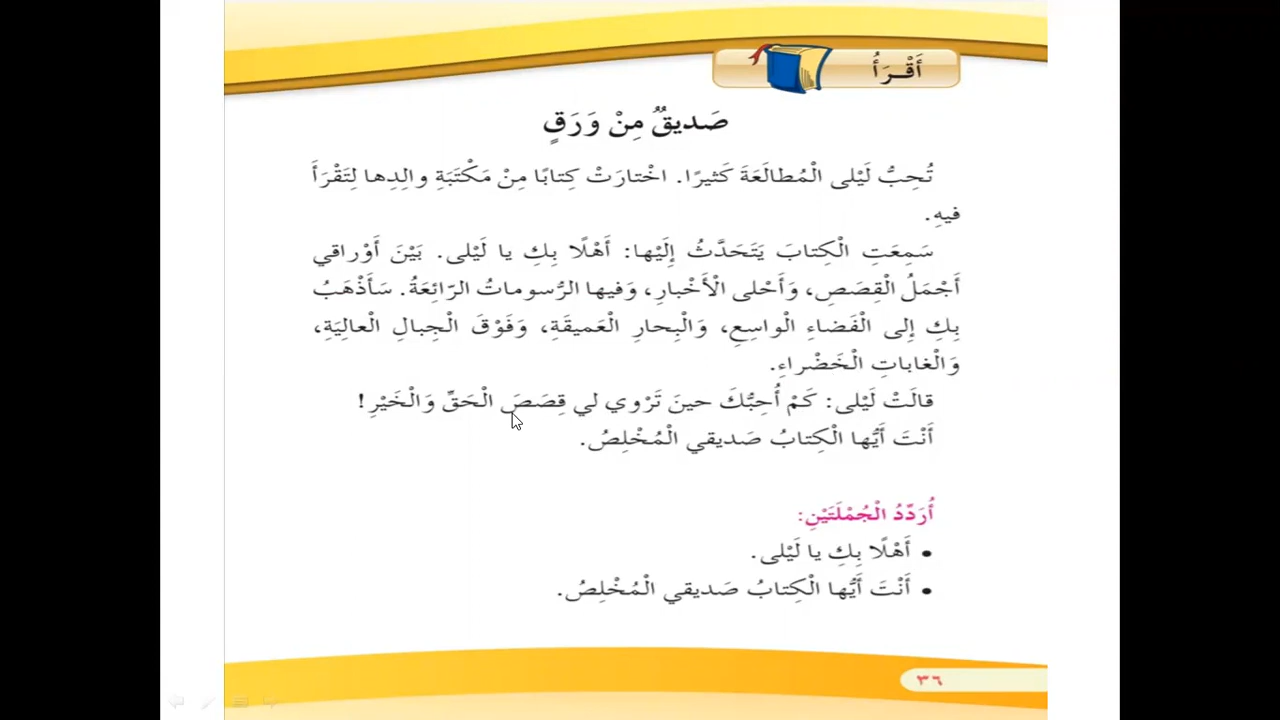 أَقْـرَأُ
صَديقٌ مِنْ وَرَقٍ
تُحِبُّ لَيْلى الْمُطالَعَةَ كَثيرًا. اخْتارَتْ كِتابًا مِنْ مَكْتَبَةِ والِدِها لِتَقْرَأَ
فيهِ.
سَمِعَتِ الْكِتابَ يَتَحَدَّثُ إِلَيْها: أَهْلًا بِكِ يا لَيْلى. بَيْنَ أَوْراقي
أَجْمَلُ الْقِصَصِ، وَأَحْلى الْأَخْبارِ، وَفيها الرُّسوماتُ الرّائِعَةُ. سَأَذْهَبُ
بِكِ إِلى الْفَضاءِ الْواسِعِ، وَالْبِحارِ الْعَميقَةِ، وَفَوْقَ الْجِبالِ الْعالِيَةِ،
وَالْغاباتِ الْخَضْراءِ.
قالَتْ لَيْلى: كَمْ أُحِبُّكَ حينَ تَرْوي لي قِصَصَ الْحَقِّ وَالْخَيْرِ!
أَنْتَ أَيُّها الْكِتابُ صَديقي الْمُخْلِصُ.
أُرَدِّدُ الْجُمْلَتَيْنِ:
• أَهْلًا بِكِ يا لَيْلى.
• أَنْتَ أَيُّها الْكِتابُ صَديقي الْمُخْلِصُ.
٣٦